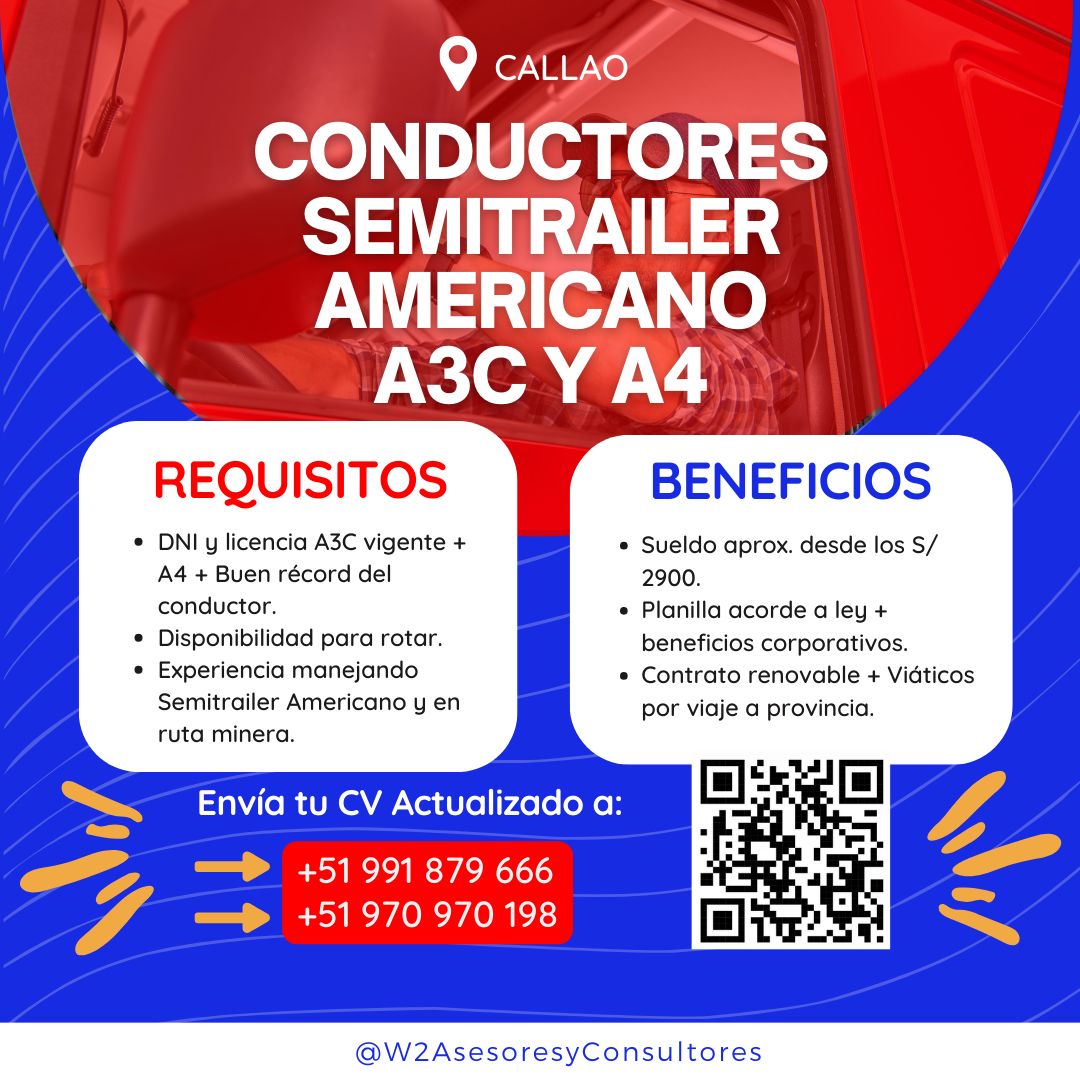 CALLAO
CONDUCTORES
SEMITRAILER
AMERICANO
A3C Y A4
REQUISITOS
• DNI y licencia A3C vigente +
A4 + Buen récord del
conductor.
• Disponibilidad para rotar.
• Experiencia manejando
Semitrailer Americano y en
ruta minera.
BENEFICIOS
• Sueldo aprox. desde los S/
2900.
• Planilla acorde a ley +
beneficios corporativos.
• Contrato renovable + Viáticos
por viaje a provincia.
Envía tu CV Actualizado a:
+51 991 879 666
+51 970 970 198
@W2AsesoresyConsultores